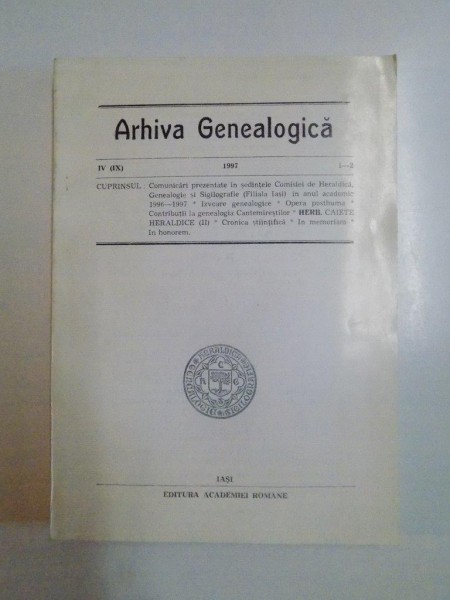 Arhiva Genealogică
IV (IX) 1997 1—2
CUPRINSUL : Comunicări prezentate în ședințele Comisiei de Heraldică,
Genealogie și Sigilografie (Filiala Iași) în anul academic
1996—1997 * Izvoare genealogice * Opera posthuma *
Contribuții la genealogia Cantemireștilor * HERB. CAIETE
HERALDICE (II) * Cronica științifică * In memoriam *
In honorem.
IAȘI
EDITURA ACADEMIEI ROMÂNE